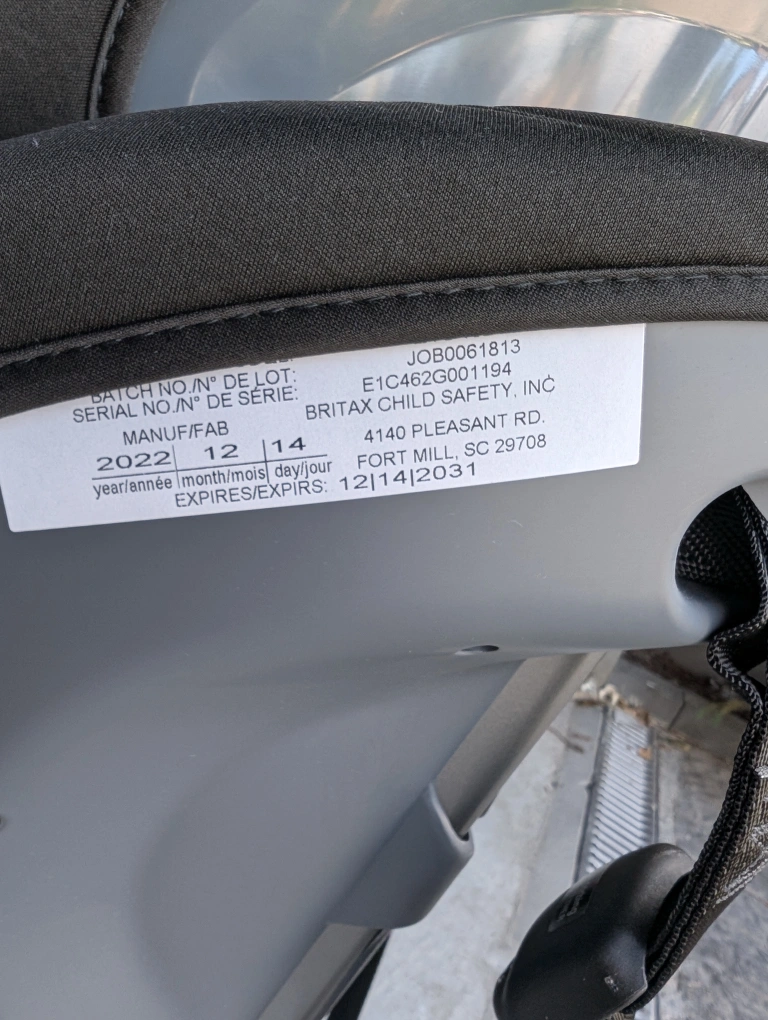 JOB0061813
BATCH NO./N° DE LOT: E1C462G001194
SERIAL NO./N° DE SÉRIE: BRITAX CHILD SAFETY, INC
MANUF/FAB 4140 PLEASANT RD.
2022 12 14 FORT MILL, SC 29708
year/année month/mois day/jour
EXPIRES/EXPIRS: 12|14|2031